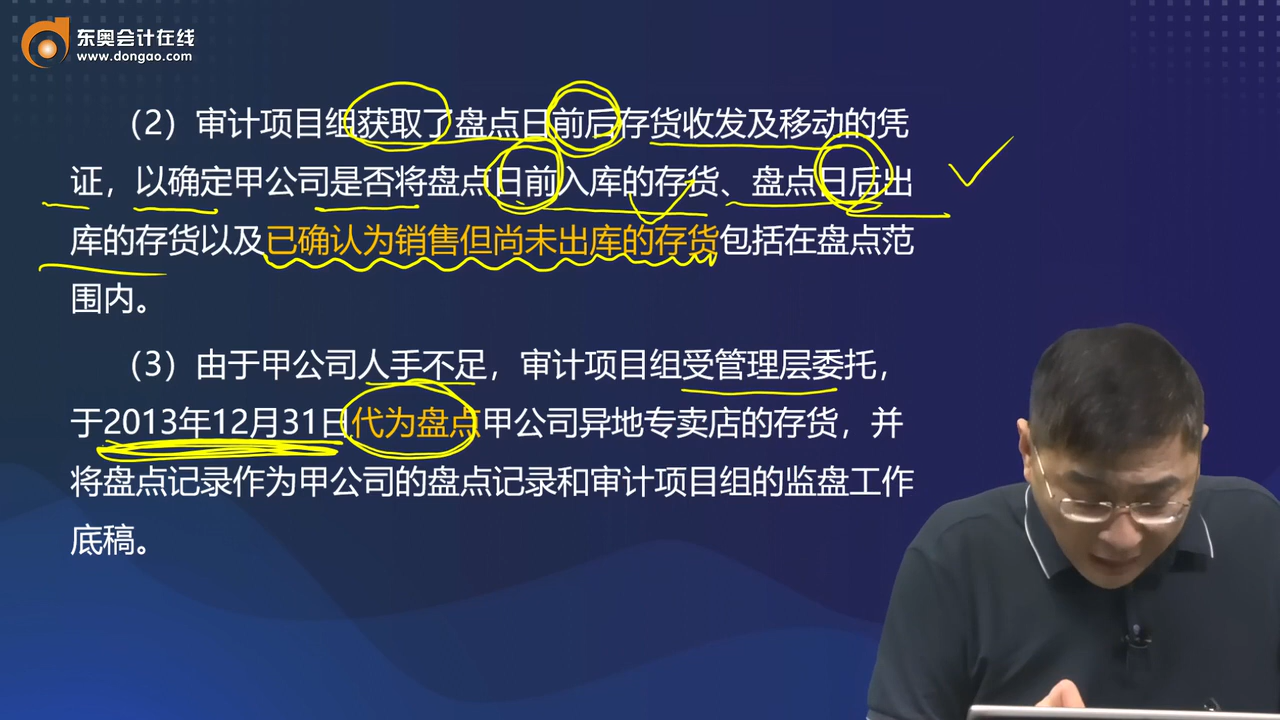 东奥会计在线
www.dongao.com
（2）审计项目组获取了盘点日前后存货收发及移动的凭
证，以确定甲公司是否将盘点日前入库的存货、盘点日后出
库的存货以及已确认为销售但尚未出库的存货包括在盘点范
围内。
（3）由于甲公司人手不足，审计项目组受管理层委托，
于2013年12月31日代为盘点甲公司异地专卖店的存货，并
将盘点记录作为甲公司的盘点记录和审计项目组的监盘工作
底稿。